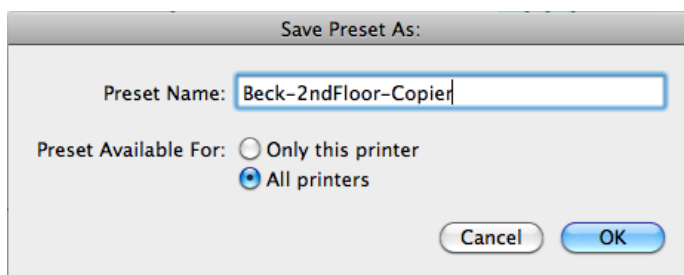 Save Preset As:
Preset Name: Beck-2ndFloor-Copier
Preset Available For: Only this printer
All printers
Cancel OK